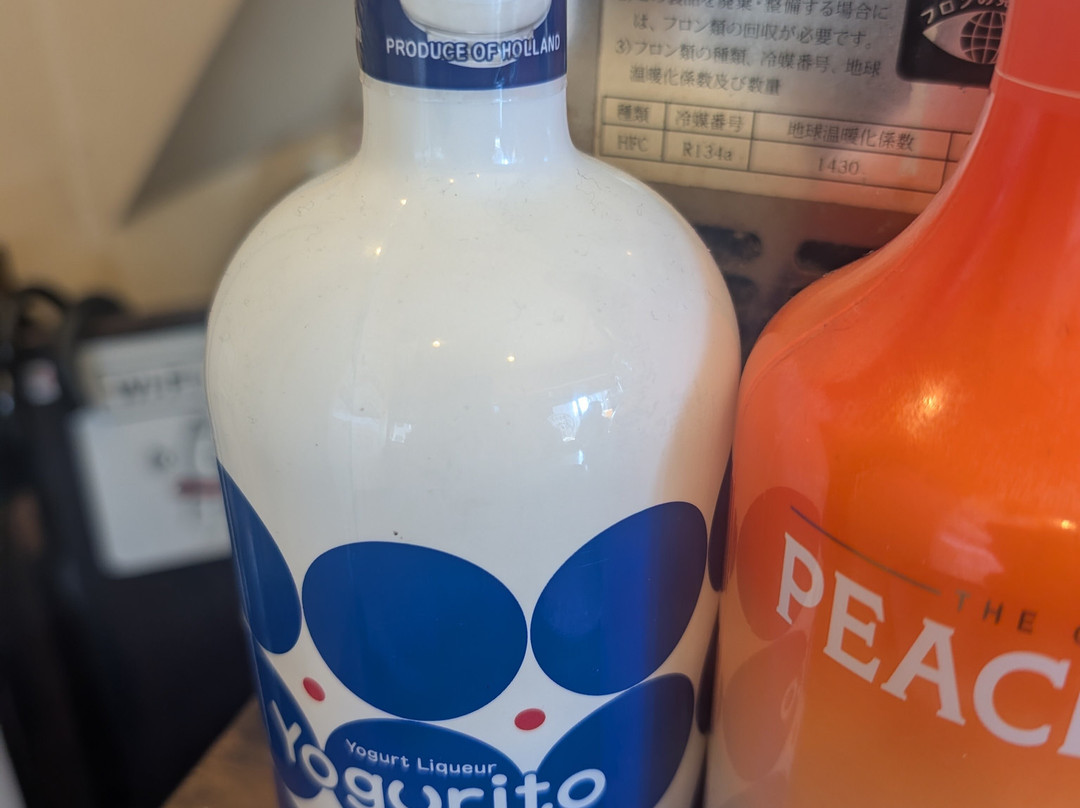 PRODUCE OF HOLLAND
は、フロン類の回収が必要です。
3)フロン類の種類、冷媒番号、地球
温暖化係数及び数量
種類 冷媒番号 地球温暖化係数
HFC R134a 1430
THE
PEAC
Yogurt Liqueur
Yogurito